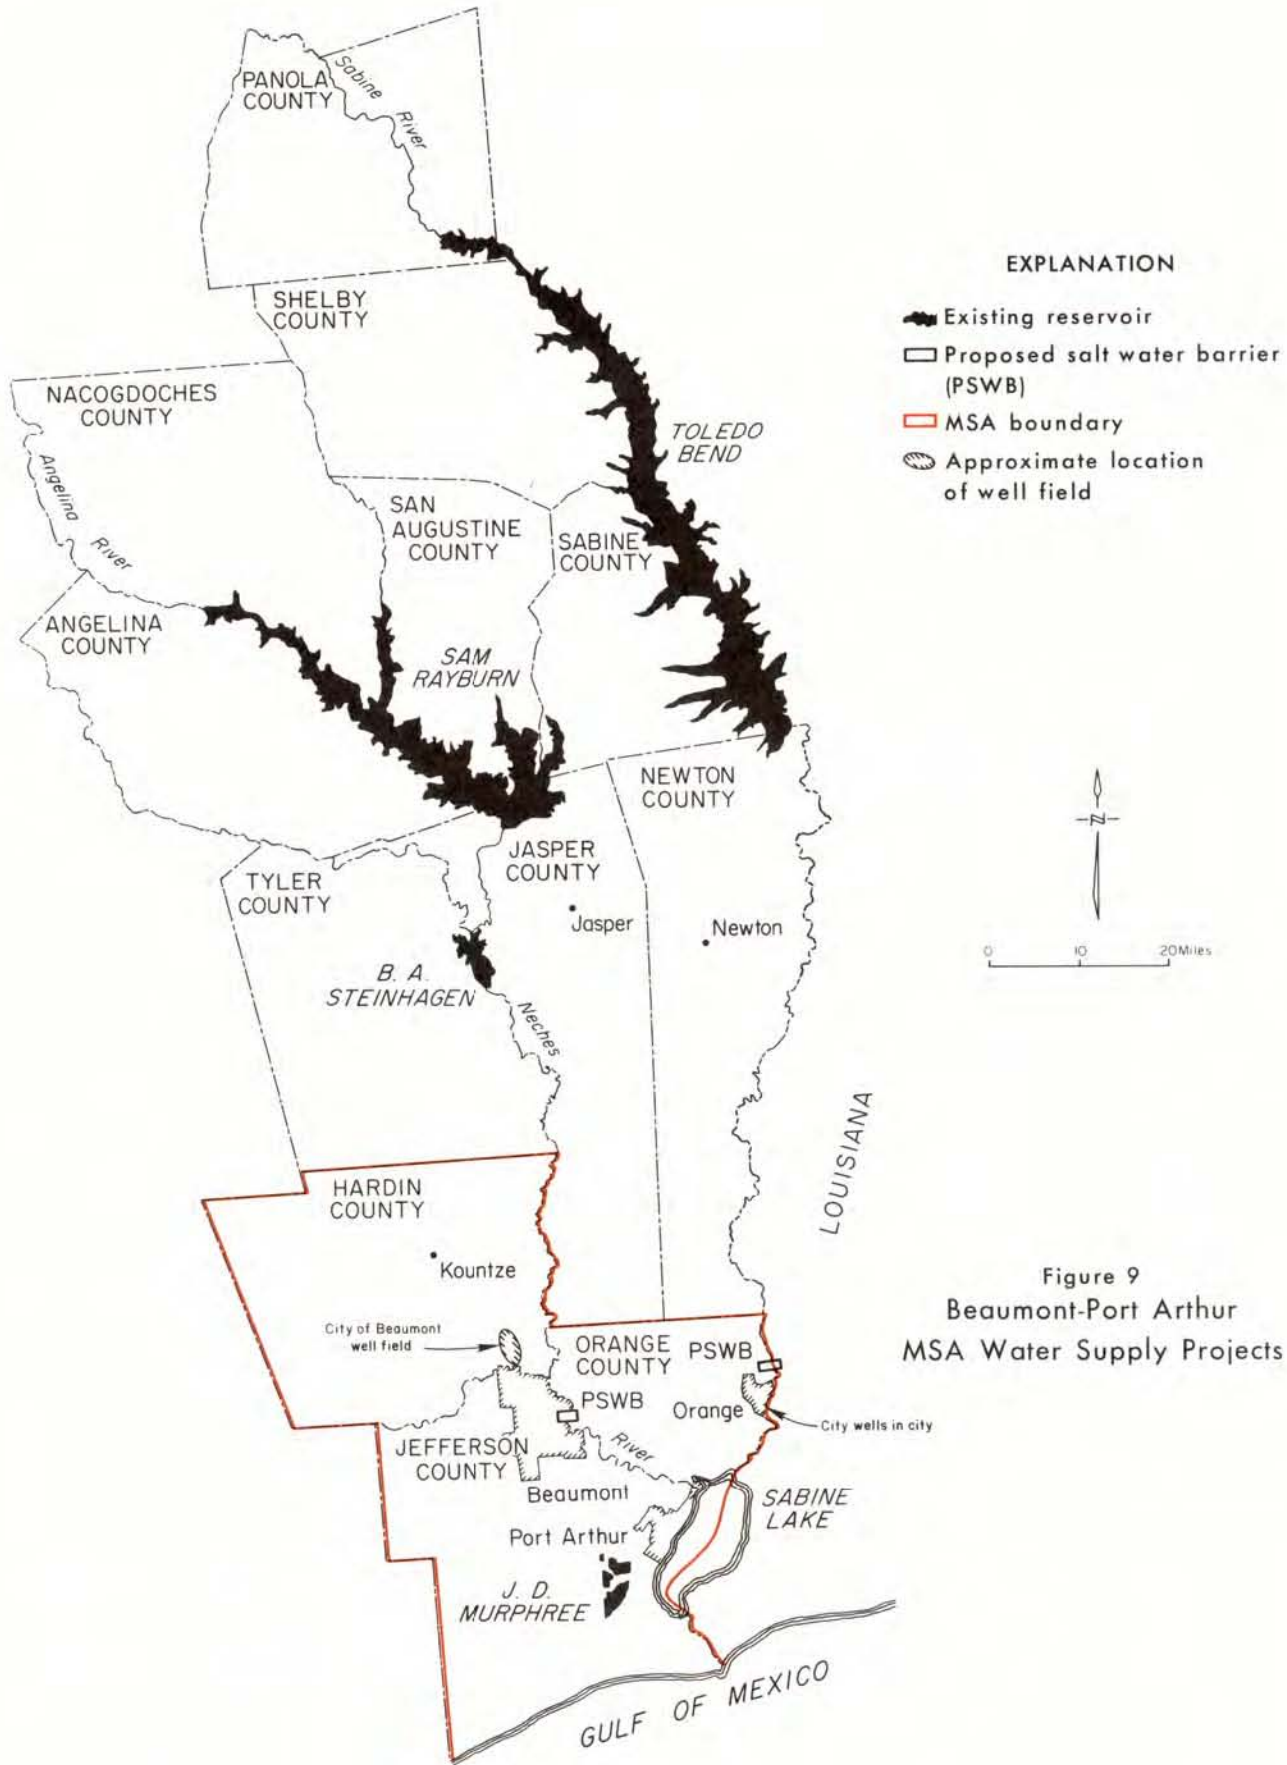 PANOLA
COUNTY
Sabine
River
SHELBY
COUNTY
NACOGDOCHES
COUNTY
Angelina
River
ANGELINA
COUNTY
SAN
AUGUSTINE
COUNTY
SABINE
COUNTY
TOLEDO
BEND
SAM
RAYBURN
NEWTON
COUNTY
JASPER
COUNTY
Jasper
Newton
TYLER
COUNTY
B. A.
STEINHAGEN
Neches
LOUISIANA
HARDIN
COUNTY
Kountze
City of Beaumont
well field
ORANGE
COUNTY
PSWB
PSWB
Orange
City wells in city
JEFFERSON
COUNTY
River
Beaumont
Port Arthur
SABINE
LAKE
J. D.
MURPHREE
GULF OF MEXICO
EXPLANATION
Existing reservoir
Proposed salt water barrier
(PSWB)
MSA boundary
Approximate location
of well field
N
0 10 20 Miles
Figure 9
Beaumont-Port Arthur
MSA Water Supply Projects